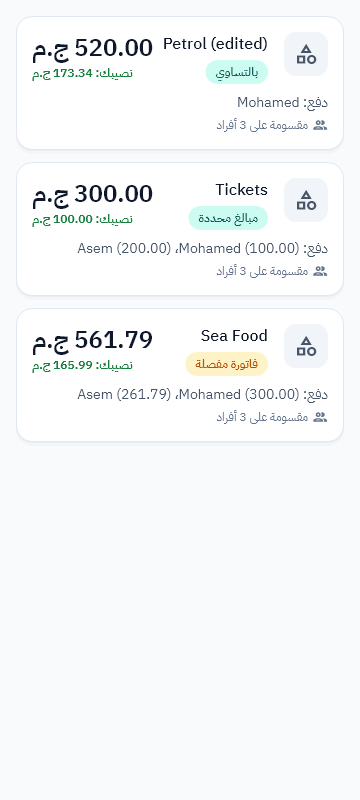 Petrol (edited) 520.00 ج.م
بالتساوي نصيبك: 173.34 ج.م
دفع: Mohamed
مقسومة على 3 أفراد
Tickets 300.00 ج.م
مبالغ محددة نصيبك: 100.00 ج.م
دفع: Mohamed (100.00)، Asem (200.00)
مقسومة على 3 أفراد
Sea Food 561.79 ج.م
فاتورة مفصلة نصيبك: 165.99 ج.م
دفع: Mohamed (300.00)، Asem (261.79)
مقسومة على 3 أفراد